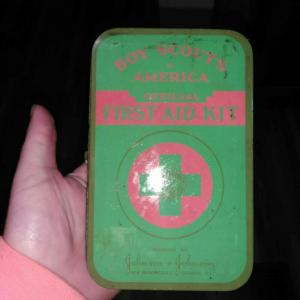 BOY SCOUTS
OF
AMERICA
OFFICIAL
FIRST AID KIT
Johnson & Johnson